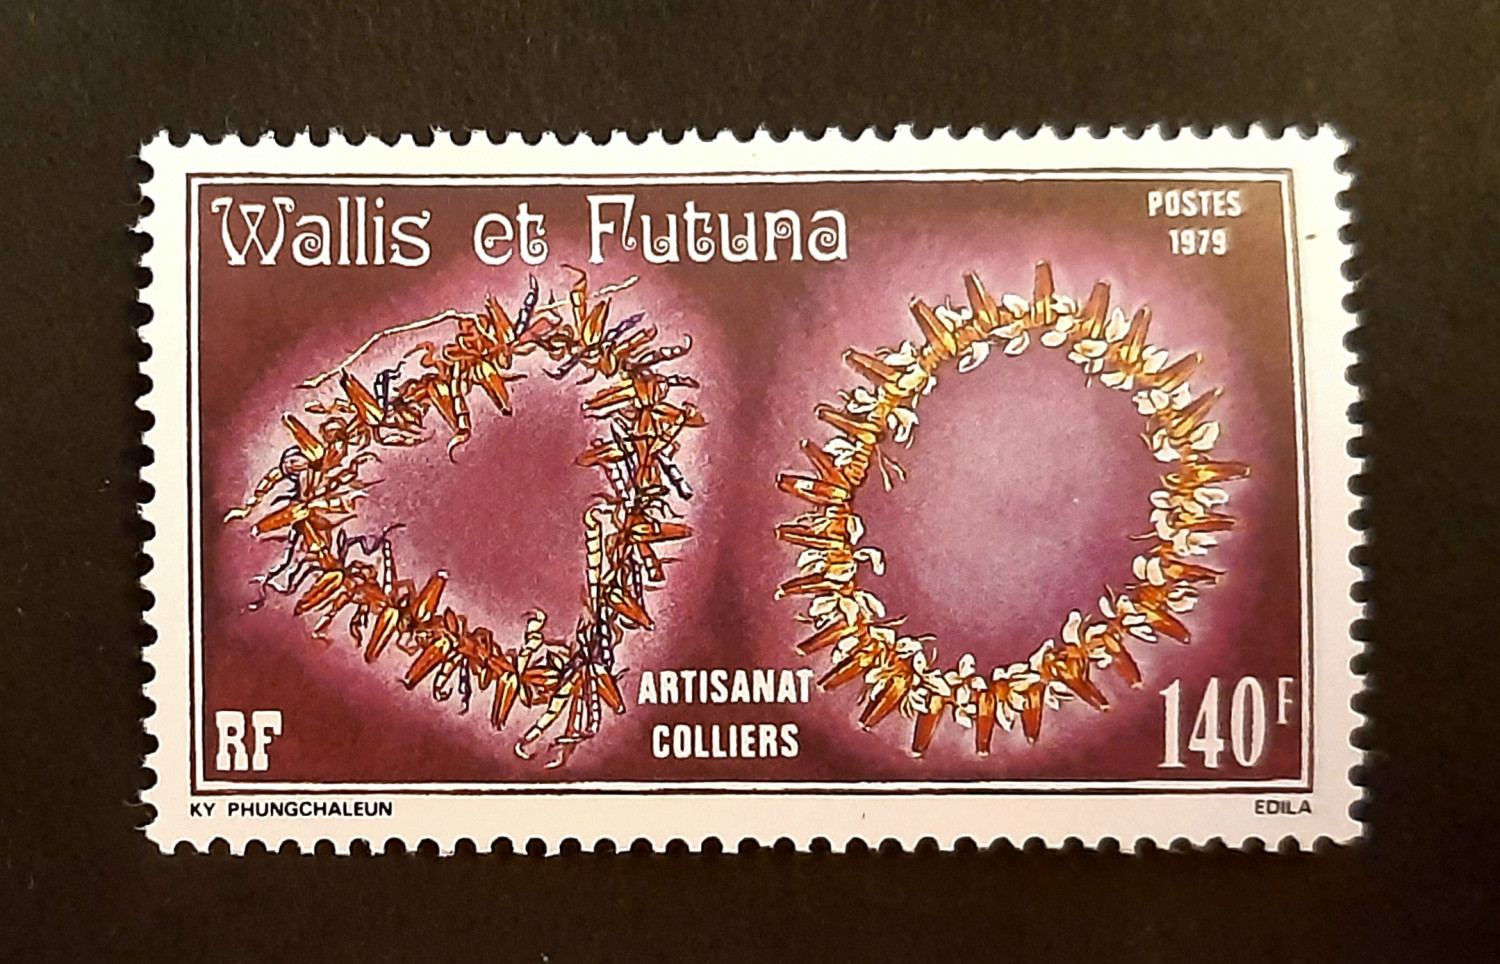 Wallis et Futuna
POSTES
1979
ARTISANAT
COLLIERS
RF
140F
KY PHUNGCHALEUN
EDILA